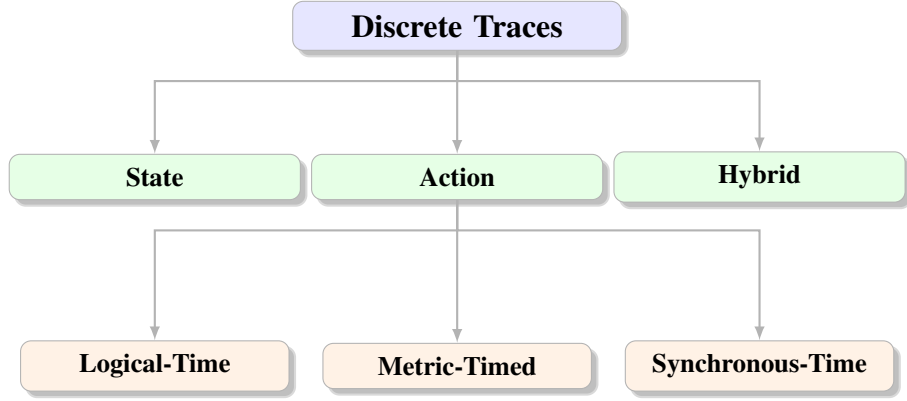 Discrete Traces
State
Action
Hybrid
Logical-Time
Metric-Timed
Synchronous-Time